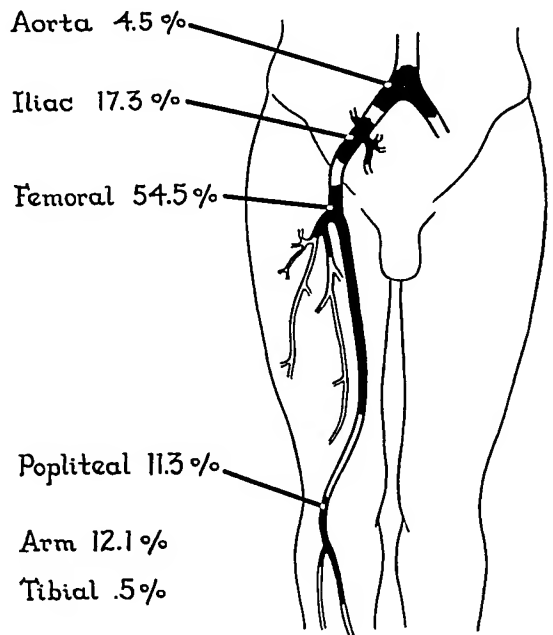 Aorta 4.5%
Iliac 17.3%
Femoral 54.5%
Popliteal 11.3%
Arm 12.1%
Tibial .5%